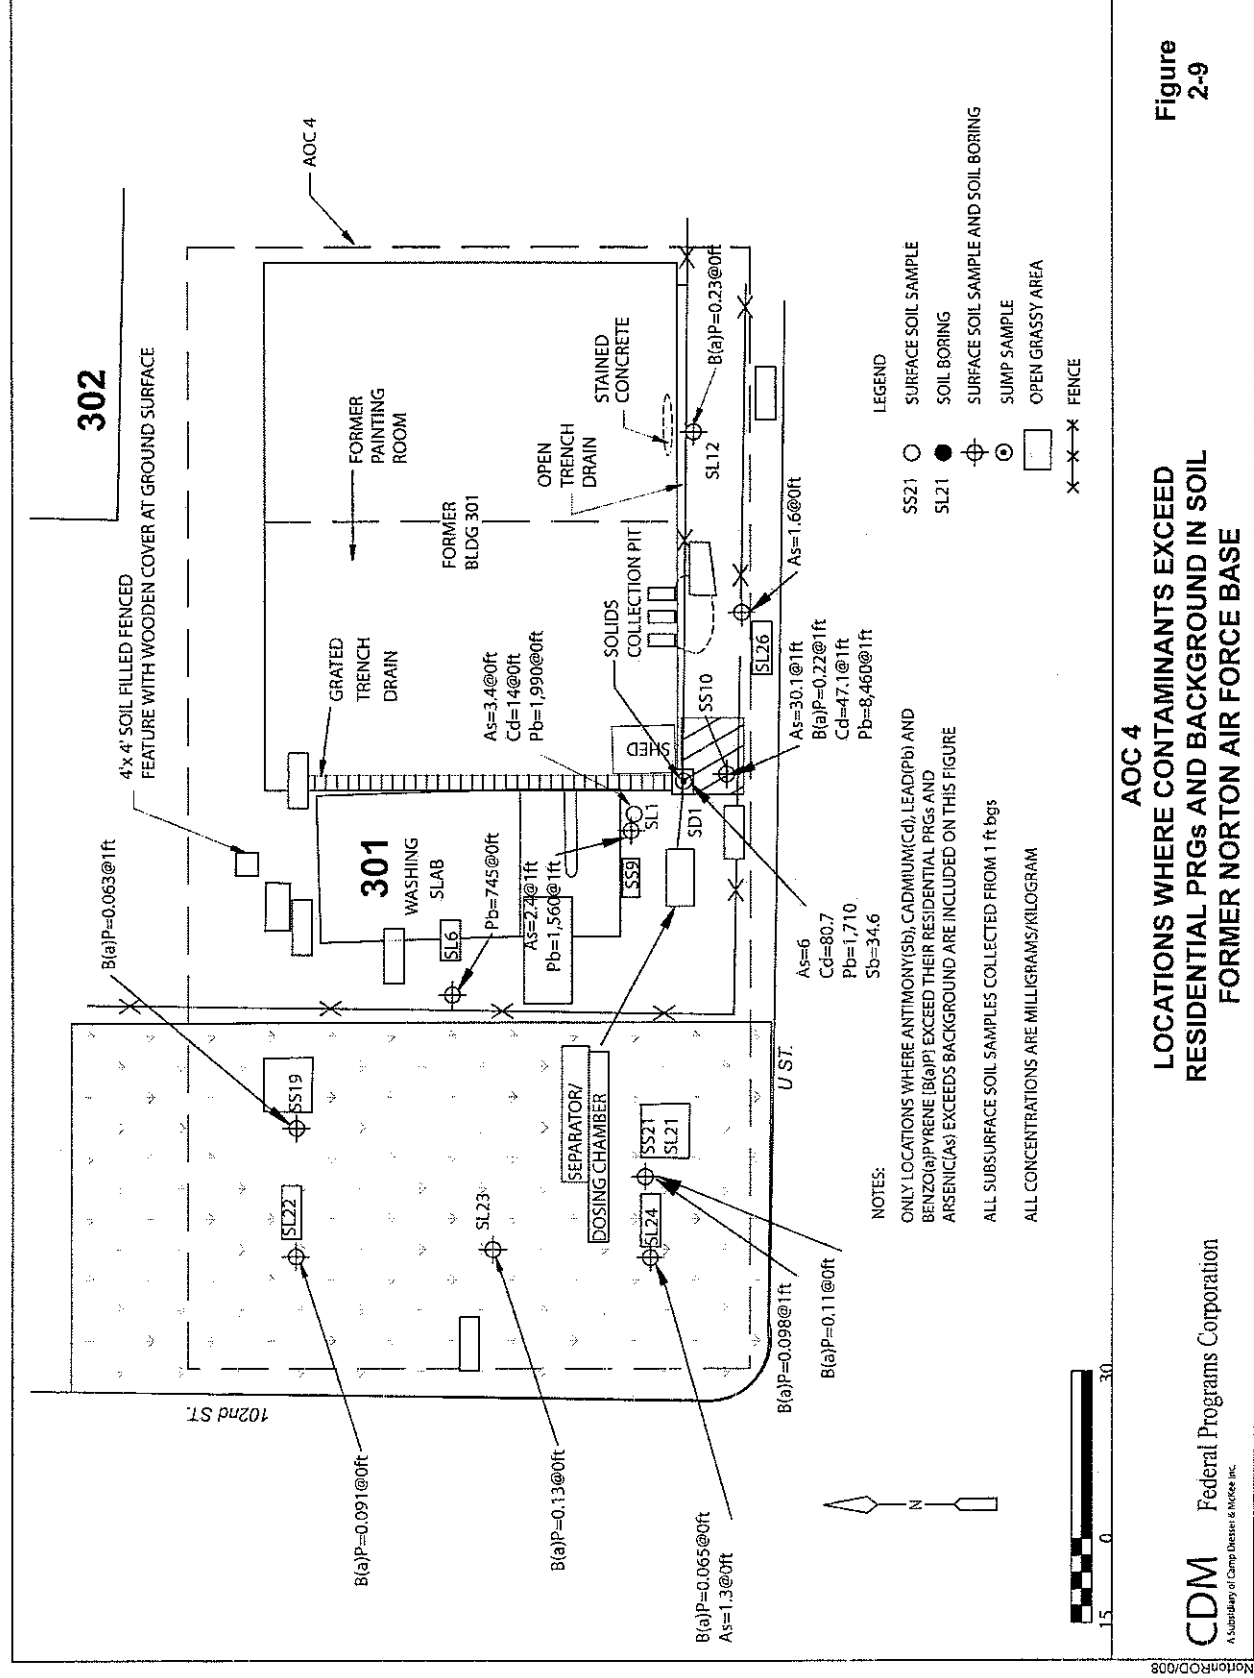 302
4'x 4' SOIL FILLED FENCED
FEATURE WITH WOODEN COVER AT GROUND SURFACE
AOC 4
B(a)P=0.063@1ft
GRATED
TRENCH
DRAIN
FORMER
PAINTING
ROOM
FORMER
BLDG 301
OPEN
TRENCH
DRAIN
STAINED
CONCRETE
301
WASHING
SLAB
As=3.4@0ft
Cd=14@0ft
Pb=1,990@0ft
SOLIDS
COLLECTION PIT
SHED
102nd ST.
SS19
SL22
SL23
SL6
Pb=745@0ft
As=2.4@1ft
Pb=1,560@1ft
SS9
SL1
SD1
SS10
SL12
B(a)P=0.23@0ft
SL26
As=1.6@0ft
As=30.1@1ft
B(a)P=0.22@1ft
Cd=47.1@1ft
Pb=8,460@1ft
As=6
Cd=80.7
Pb=1,710
Sb=34.6
SEPARATOR/
DOSING CHAMBER
SS21
SL21
SL24
U ST.
B(a)P=0.091@0ft
B(a)P=0.13@0ft
B(a)P=0.065@0ft
As=1.3@0ft
B(a)P=0.098@1ft
B(a)P=0.11@0ft
N
NOTES:
ONLY LOCATIONS WHERE ANTIMONY(Sb), CADMIUM(Cd), LEAD(Pb) AND
BENZO(a)PYRENE [B(a)P] EXCEED THEIR RESIDENTIAL PRGs AND
ARSENIC(As) EXCEEDS BACKGROUND ARE INCLUDED ON THIS FIGURE
ALL SUBSURFACE SOIL SAMPLES COLLECTED FROM 1 ft bgs
ALL CONCENTRATIONS ARE MILLIGRAMS/KILOGRAM
LEGEND
SS21 SURFACE SOIL SAMPLE
SL21 SOIL BORING
SURFACE SOIL SAMPLE AND SOIL BORING
SUMP SAMPLE
OPEN GRASSY AREA
FENCE
15 0 30
CDM Federal Programs Corporation
A Subsidiary of Camp Dresser & McKee Inc.
AOC 4
LOCATIONS WHERE CONTAMINANTS EXCEED
RESIDENTIAL PRGs AND BACKGROUND IN SOIL
FORMER NORTON AIR FORCE BASE
Figure
2-9
NortonROD/008